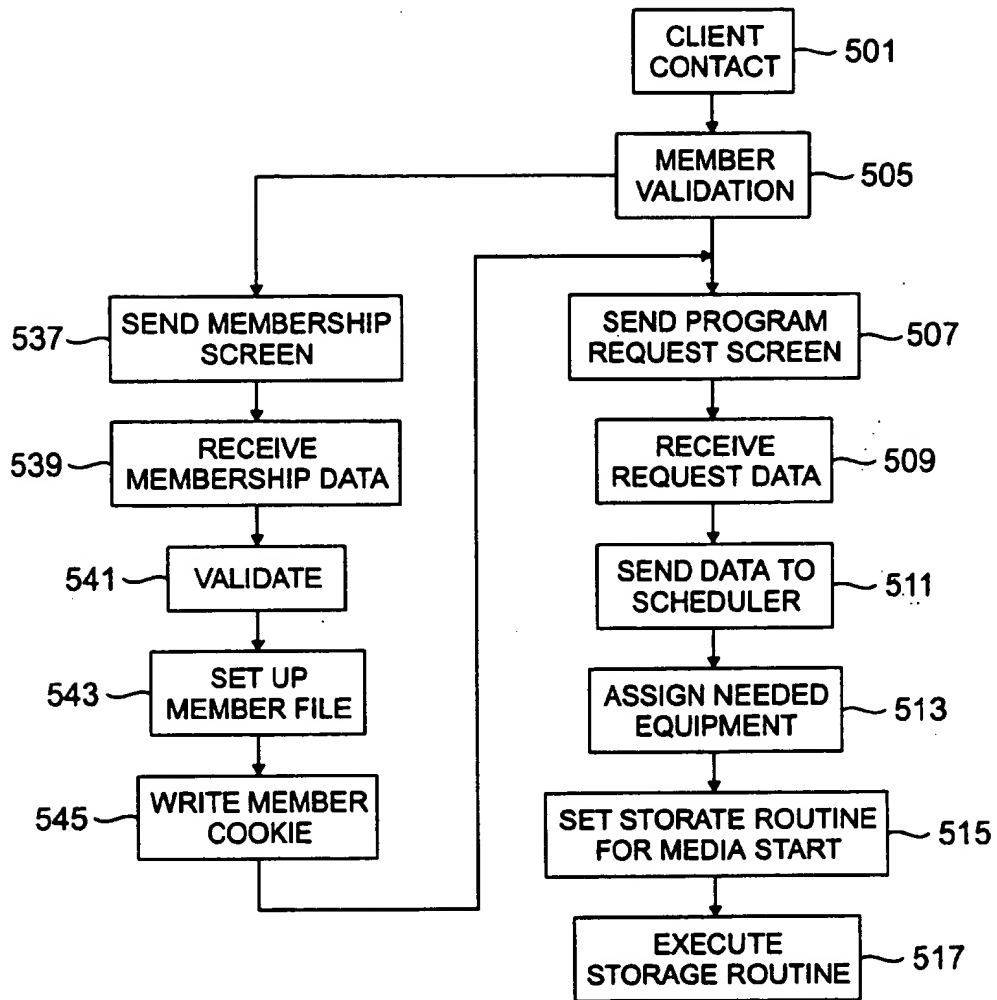 CLIENT
CONTACT
501
MEMBER
VALIDATION
505
537
SEND MEMBERSHIP
SCREEN
539
RECEIVE
MEMBERSHIP DATA
541
VALIDATE
543
SET UP
MEMBER FILE
545
WRITE MEMBER
COOKIE
SEND PROGRAM
REQUEST SCREEN
507
RECEIVE
REQUEST DATA
509
SEND DATA TO
SCHEDULER
511
ASSIGN NEEDED
EQUIPMENT
513
SET STORATE ROUTINE
FOR MEDIA START
515
EXECUTE
STORAGE ROUTINE
517